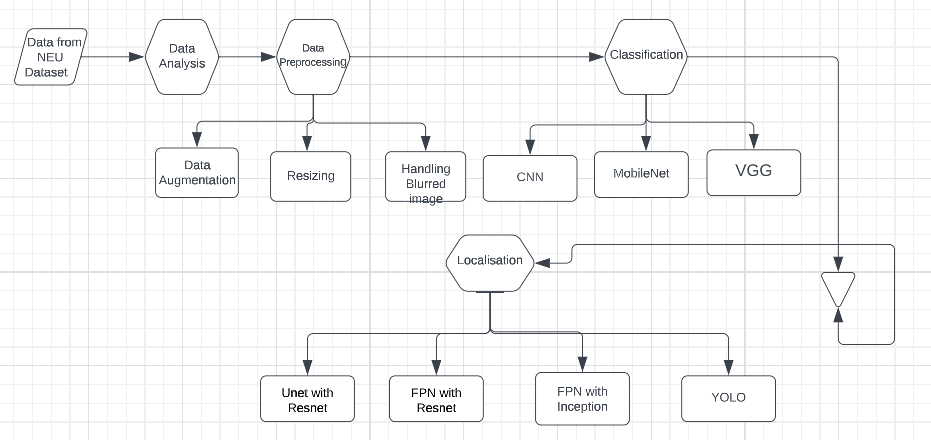 Data from
NEU
Dataset
Data
Analysis
Data
Preprocessing
Classification
Data
Augmentation
Resizing
Handling
Blurred
image
CNN
MobileNet
VGG
Localisation
Unet with
Resnet
FPN with
Resnet
FPN with
Inception
YOLO